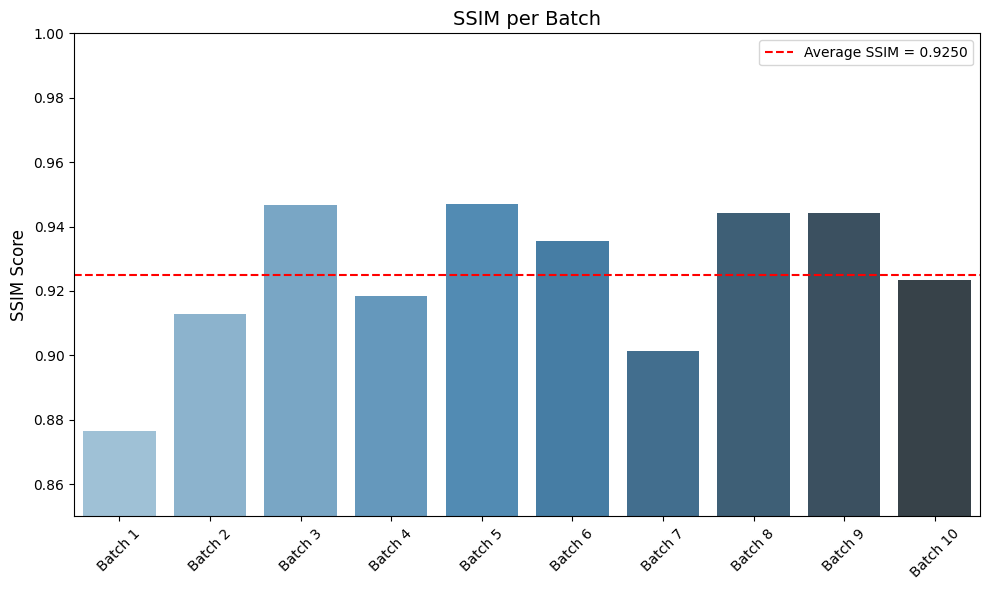 SSIM per Batch
Average SSIM = 0.9250
SSIM Score
1.00
0.98
0.96
0.94
0.92
0.90
0.88
0.86
Batch 1
Batch 2
Batch 3
Batch 4
Batch 5
Batch 6
Batch 7
Batch 8
Batch 9
Batch 10